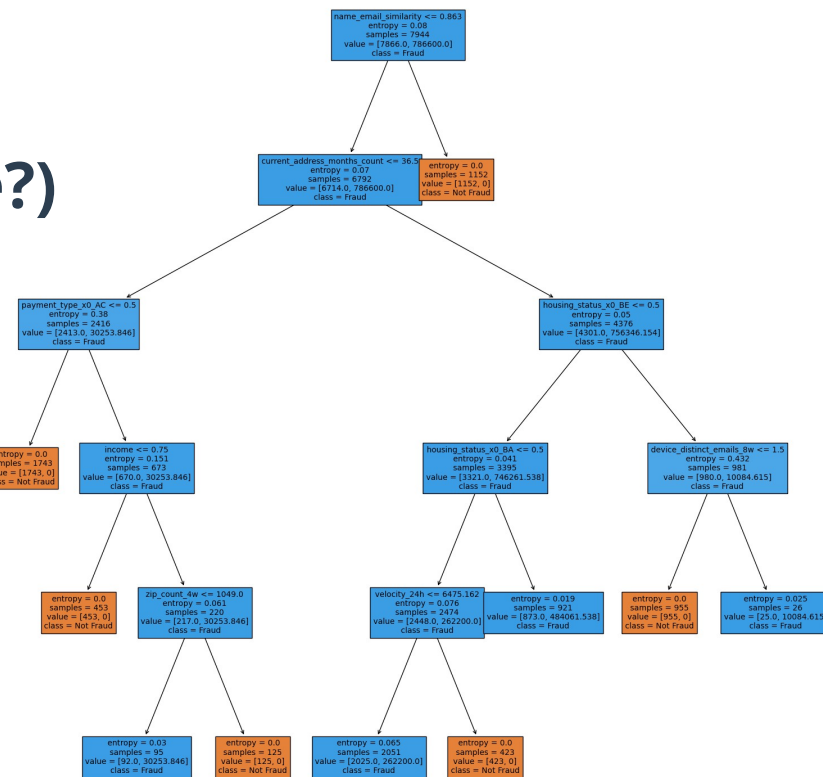 name_email_similarity <= 0.863
entropy = 0.08
samples = 7944
value = [7866.0, 786600.0]
class = Fraud
?)
current_address_months_count <= 36.5
entropy = 0.07
samples = 6792
value = [6714.0, 786600.0]
class = Fraud
entropy = 0.0
samples = 1152
value = [1152, 0]
class = Not Fraud
payment_type_x0_AC <= 0.5
entropy = 0.38
samples = 2416
value = [2413.0, 30253.846]
class = Fraud
housing_status_x0_BE <= 0.5
entropy = 0.05
samples = 4376
value = [4301.0, 756346.154]
class = Fraud
ntropy = 0.0
mples = 1743
ue = [1743, 0]
ss = Not Fraud
income <= 0.75
entropy = 0.151
samples = 673
value = [670.0, 30253.846]
class = Fraud
housing_status_x0_BA <= 0.5
entropy = 0.041
samples = 3395
value = [3321.0, 746261.538]
class = Fraud
device_distinct_emails_8w <= 1.5
entropy = 0.432
samples = 981
value = [980.0, 10084.615]
class = Fraud
entropy = 0.0
samples = 453
value = [453, 0]
class = Not Fraud
zip_count_4w <= 1049.0
entropy = 0.061
samples = 220
value = [217.0, 30253.846]
class = Fraud
velocity_24h <= 6475.162
entropy = 0.076
samples = 2474
value = [2448.0, 262200.0]
class = Fraud
entropy = 0.019
samples = 921
value = [873.0, 484061.538]
class = Fraud
entropy = 0.0
samples = 955
value = [955, 0]
class = Not Fraud
entropy = 0.025
samples = 26
value = [25.0, 10084.615
class = Fraud
entropy = 0.03
samples = 95
value = [92.0, 30253.846]
class = Fraud
entropy = 0.0
samples = 125
value = [125, 0]
class = Not Fraud
entropy = 0.065
samples = 2051
value = [2025.0, 262200.0]
class = Fraud
entropy = 0.0
samples = 423
value = [423, 0]
class = Not Fraud